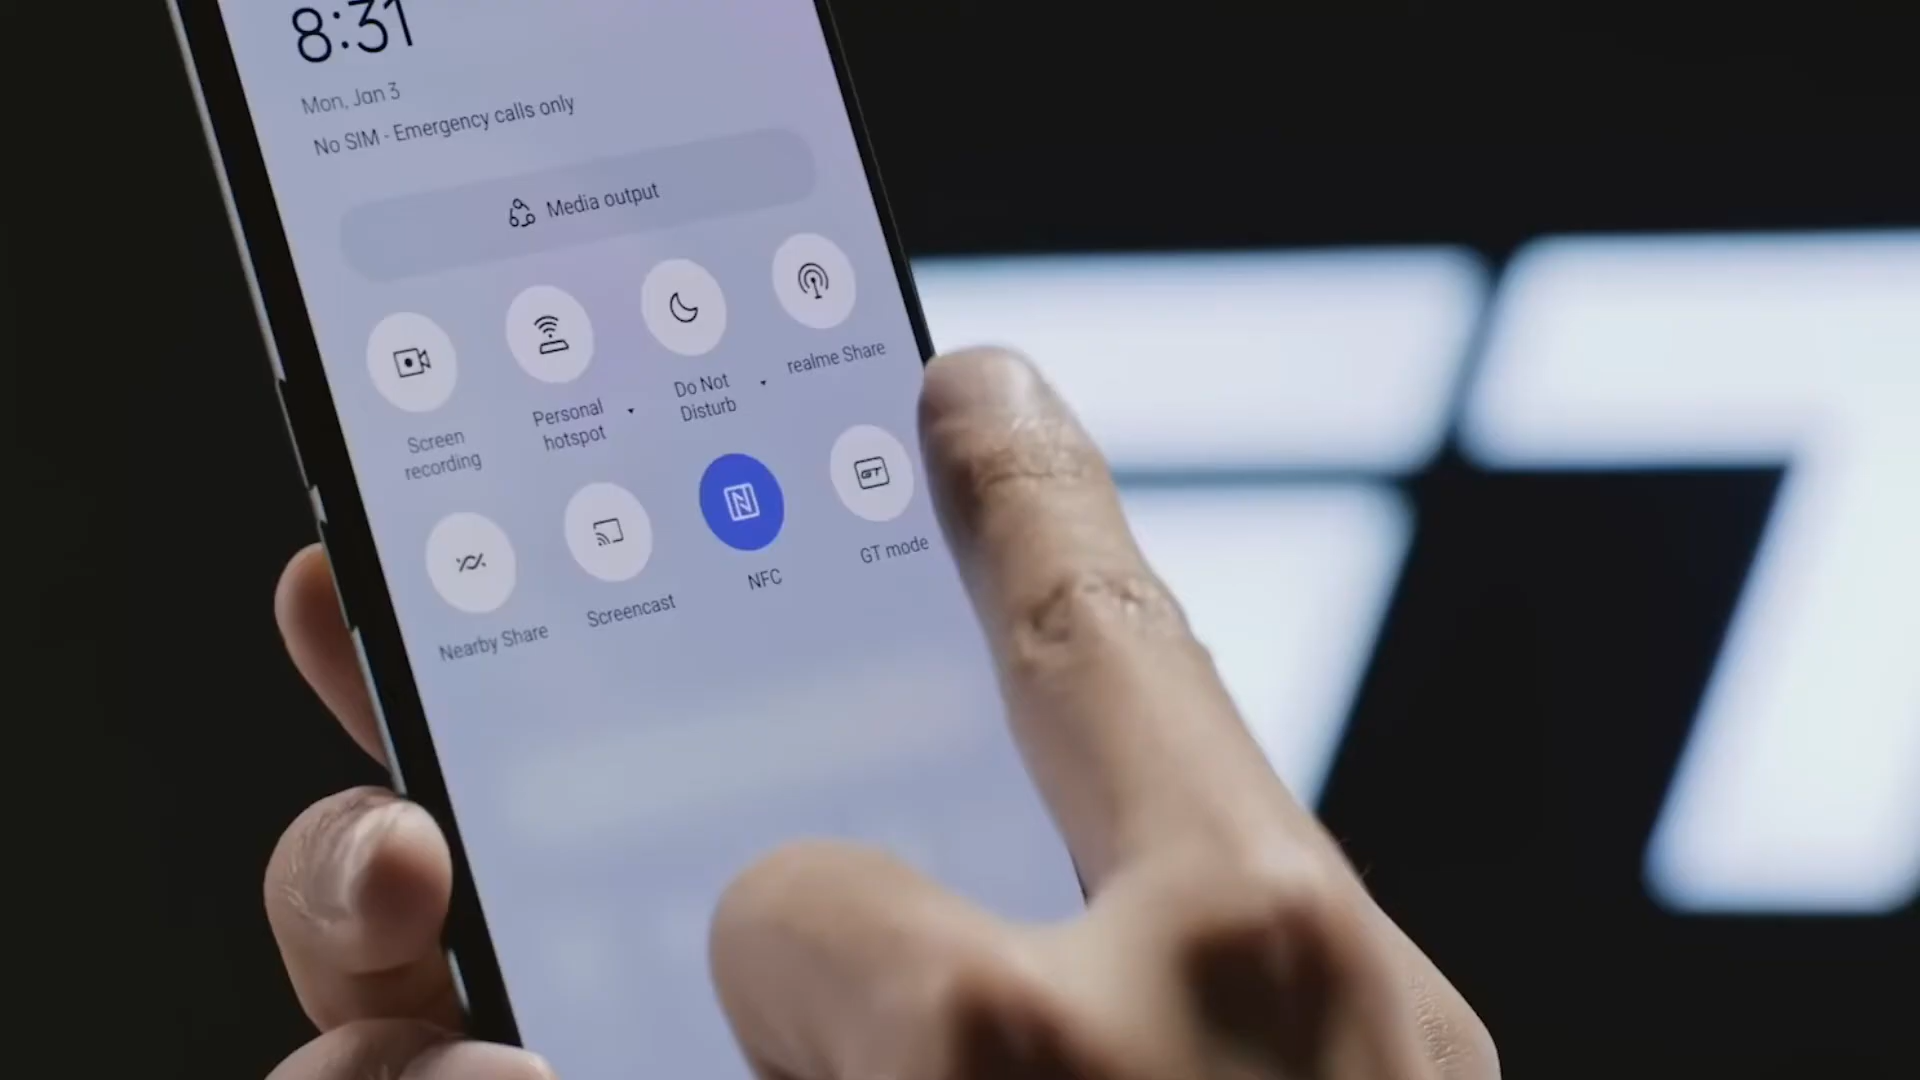 8:31
Mon, Jan 3
No SIM - Emergency calls only
Media output
Screen
recording
Personal
hotspot
Do Not
Disturb
realme Share
Nearby Share
Screencast
NFC
GT
GT mode